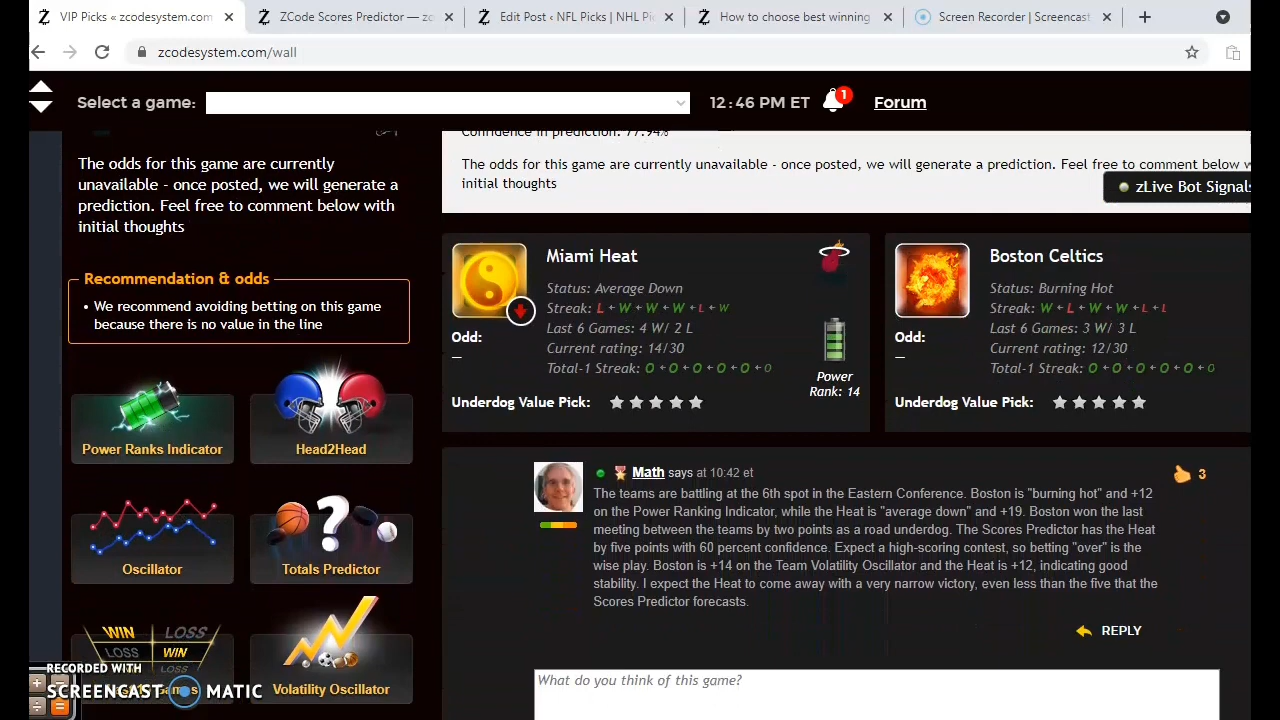 VIP Picks « zcodesystem.com
ZCode Scores Predictor — zc
Edit Post ‹ NFL Picks | NHL Pi
How to choose best winning
Screen Recorder | Screencast
zcodesystem.com/wall
Select a game:
12:46 PM ET
1
Forum
The odds for this game are currently
unavailable - once posted, we will generate a
prediction. Feel free to comment below with
initial thoughts
Recommendation & odds
• We recommend avoiding betting on this game
because there is no value in the line
Power Ranks Indicator
Head2Head
Oscillator
Totals Predictor
WIN LOSS
LOSS WIN
LOSS
Volatility Oscillator
Confidence in prediction: 77.94%
The odds for this game are currently unavailable - once posted, we will generate a prediction. Feel free to comment below w
initial thoughts
zLive Bot Signals
Miami Heat
Status: Average Down
Streak: L ← W ← W ← W ← L ← W
Last 6 Games: 4 W/ 2 L
Current rating: 14/30
Total-1 Streak: O ← O ← O ← O ← O ← O
Odd:
—
Power
Rank: 14
Underdog Value Pick:
Boston Celtics
Status: Burning Hot
Streak: W ← L ← W ← W ← L ← L
Last 6 Games: 3 W/ 3 L
Current rating: 12/30
Total-1 Streak: O ← O ← O ← O ← O ← O
Odd:
—
Underdog Value Pick:
Math says at 10:42 et
3
The teams are battling at the 6th spot in the Eastern Conference. Boston is "burning hot" and +12
on the Power Ranking Indicator, while the Heat is "average down" and +19. Boston won the last
meeting between the teams by two points as a road underdog. The Scores Predictor has the Heat
by five points with 60 percent confidence. Expect a high-scoring contest, so betting "over" is the
wise play. Boston is +14 on the Team Volatility Oscillator and the Heat is +12, indicating good
stability. I expect the Heat to come away with a very narrow victory, even less than the five that the
Scores Predictor forecasts.
REPLY
What do you think of this game?
RECORDED WITH
SCREENCAST MATIC